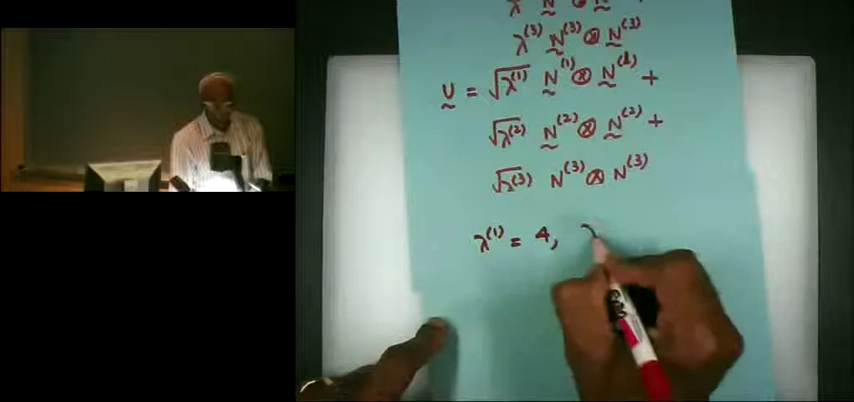 λ N ⊗ N
λ^(3) N^(3) ⊗ N^(3)
U = √λ^(1) N^(1) ⊗ N^(1) +
√λ^(2) N^(2) ⊗ N^(2) +
√λ^(3) N^(3) ⊗ N^(3)
λ^(1) = 4,